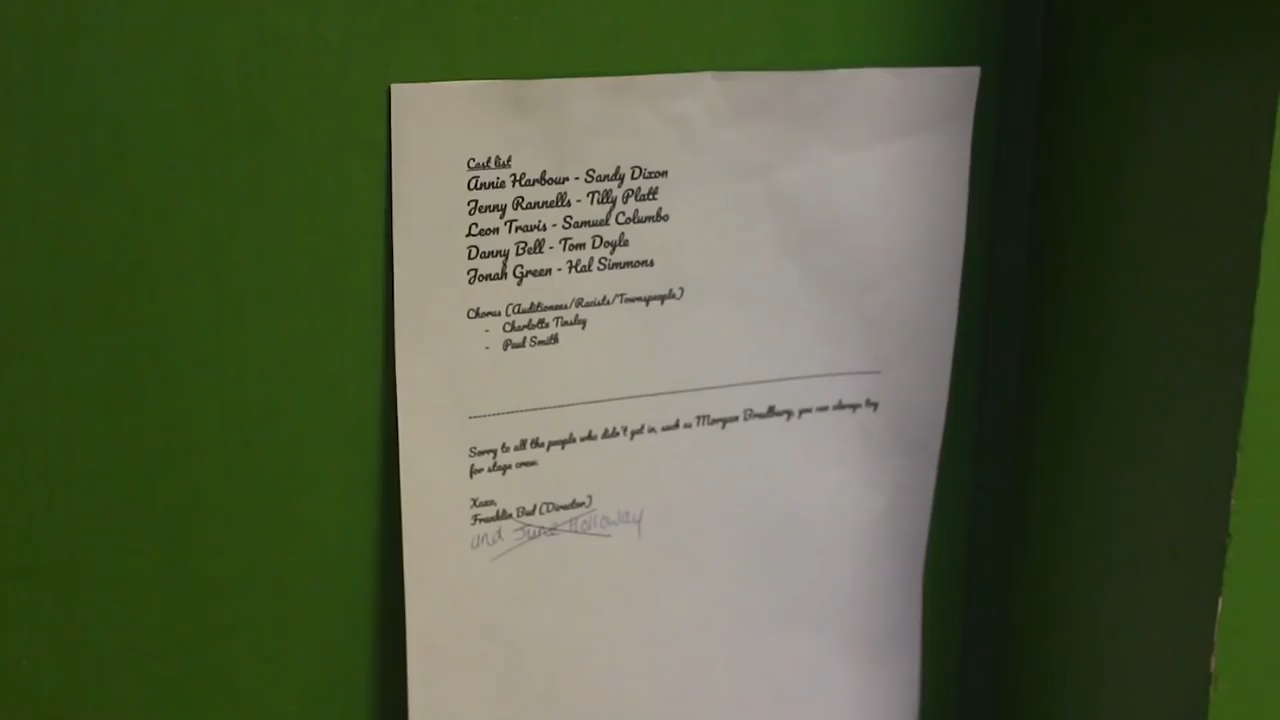 Cast list
Annie Harbour - Sandy Dixon
Jenny Rannells - Tilly Platt
Leon Travis - Samuel Columbo
Danny Bell - Tom Doyle
Jonah Green - Hal Simmons
Chorus (Auditionees/Racists/Townspeople)
- Charlotte Tinsley
- Paul Smith
Sorry to all the people who didn't get in, such as Morgan Bradbury, you can always try
for stage crew.
Xoxo,
Franklin Bud (Director)
and June Holloway